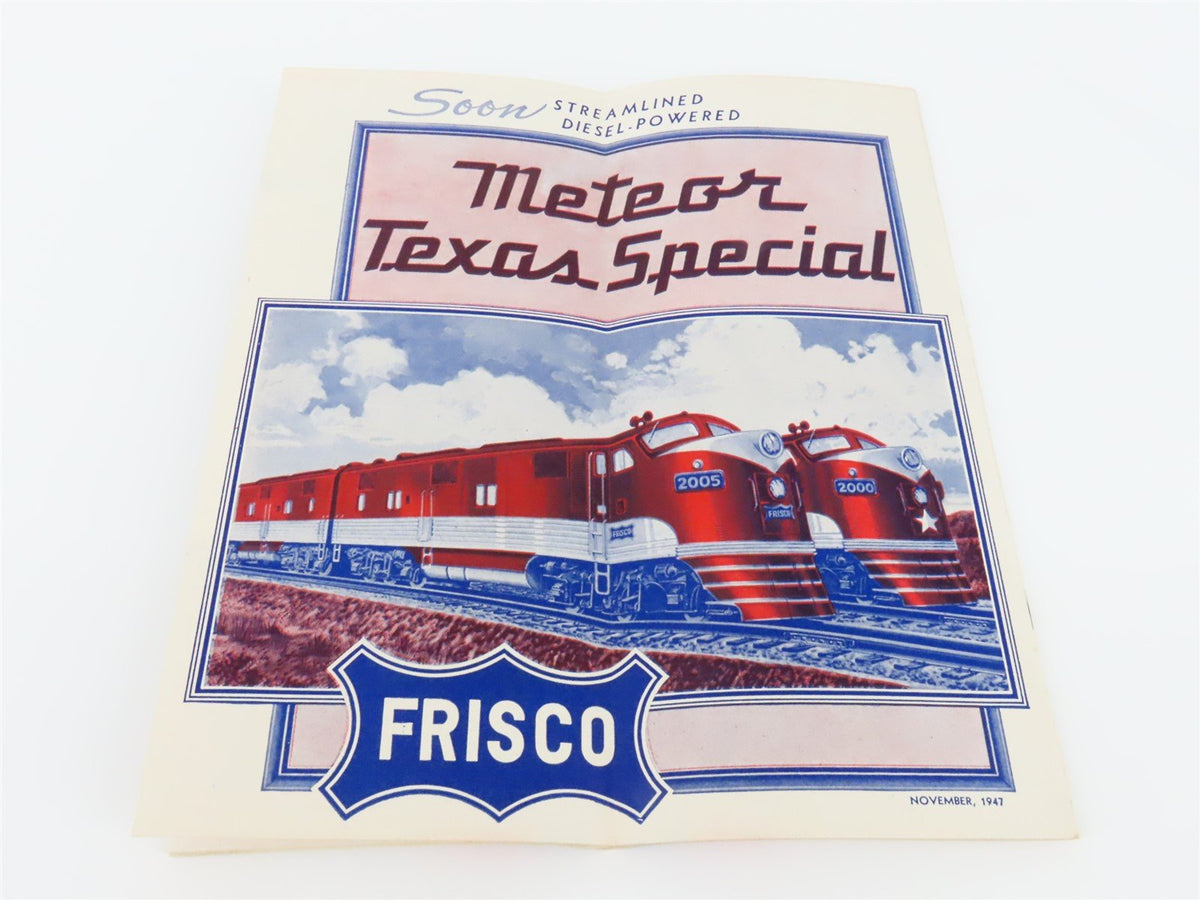 Soon STREAMLINED
DIESEL-POWERED
Meteor
Texas Special
2005
2000
FRISCO
FRISCO
FRISCO
NOVEMBER, 1947